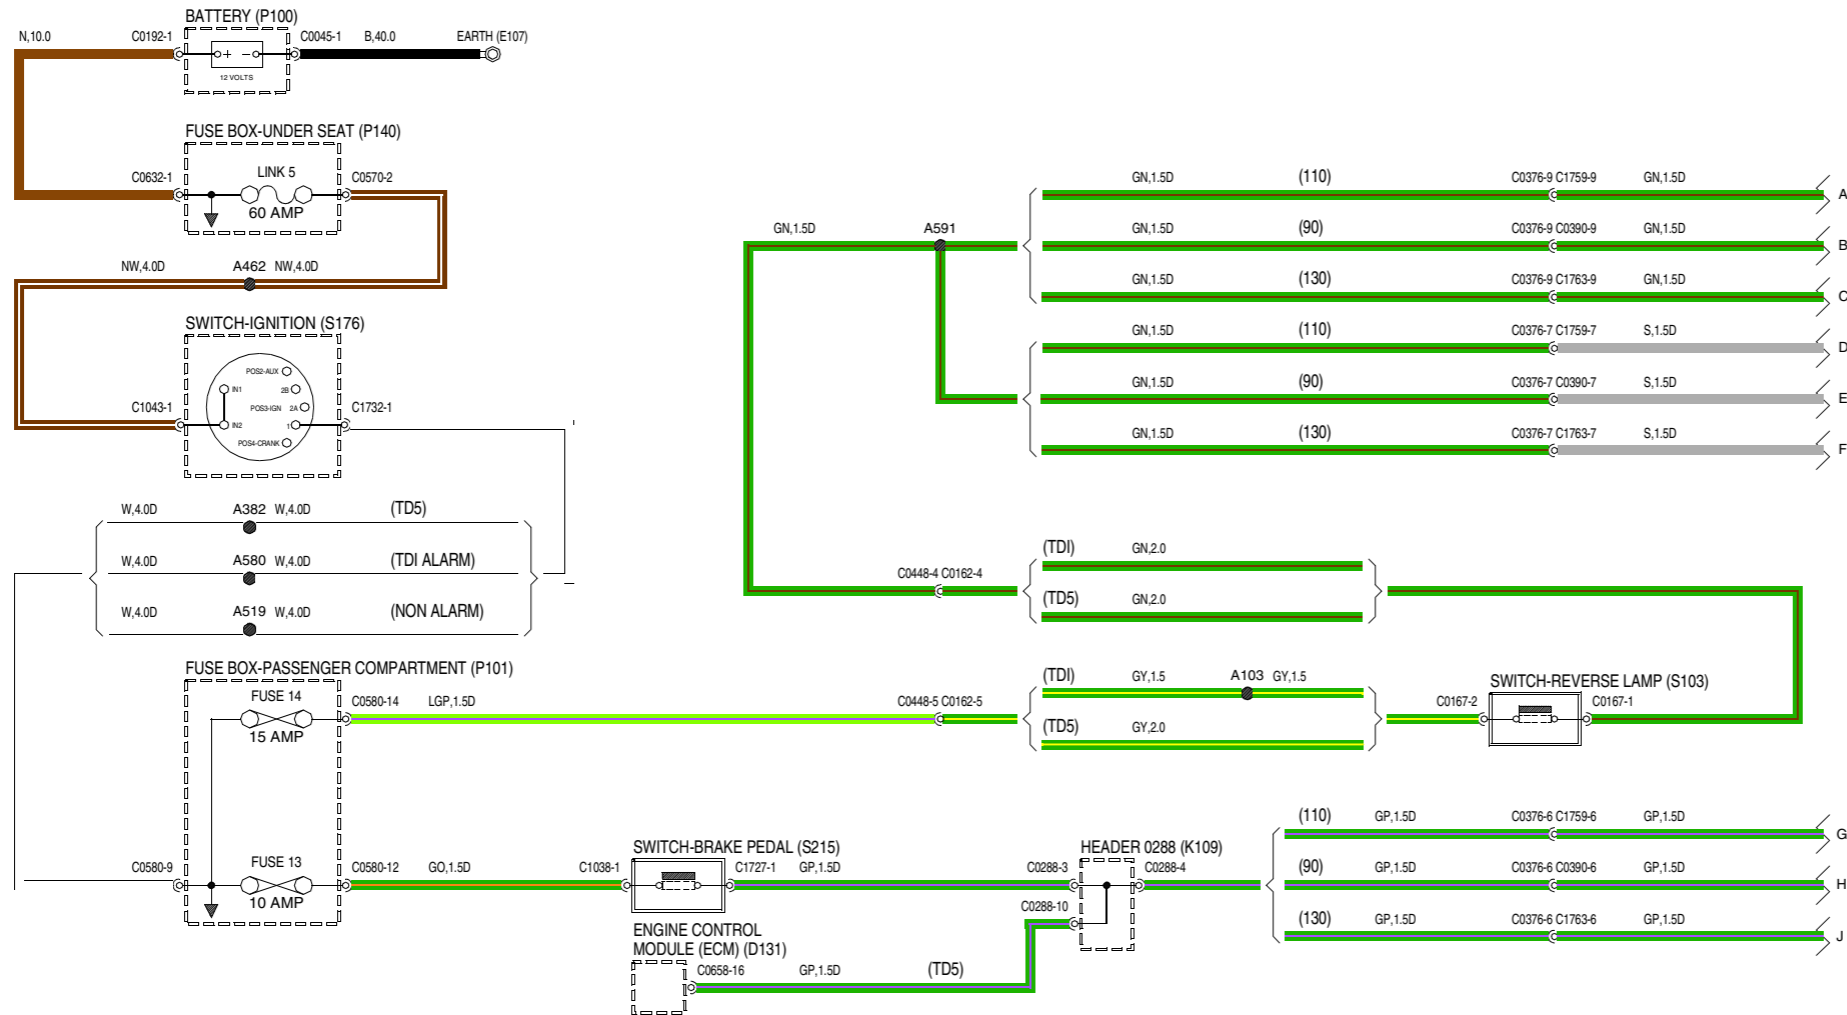 BATTERY (P100)
N,10.0 C0192-1 C0045-1 B,40.0 EARTH (E107)
+ −
12 VOLTS
FUSE BOX-UNDER SEAT (P140)
C0632-1 LINK 5 C0570-2
60 AMP
NW,4.0D A462 NW,4.0D
SWITCH-IGNITION (S176)
POS2-AUX
IN1 2B
POS3-IGN 2A
C1043-1 C1732-1
IN2 1
POS4-CRANK
W,4.0D A382 W,4.0D (TD5)
W,4.0D A580 W,4.0D (TDI ALARM)
W,4.0D A519 W,4.0D (NON ALARM)
FUSE BOX-PASSENGER COMPARTMENT (P101)
FUSE 14
15 AMP
C0580-14 LGP,1.5D C0448-5 C0162-5
C0580-9 FUSE 13 C0580-12 GO,1.5D C1038-1
10 AMP
SWITCH-BRAKE PEDAL (S215)
C1727-1 GP,1.5D C0288-3
HEADER 0288 (K109)
C0288-4
C0288-10
ENGINE CONTROL
MODULE (ECM) (D131)
C0658-16 GP,1.5D (TD5)
GN,1.5D A591
GN,1.5D (110) C0376-9 C1759-9 GN,1.5D
A
GN,1.5D (90) C0376-9 C0390-9 GN,1.5D
B
GN,1.5D (130) C0376-9 C1763-9 GN,1.5D
C
GN,1.5D (110) C0376-7 C1759-7 S,1.5D
D
GN,1.5D (90) C0376-7 C0390-7 S,1.5D
E
GN,1.5D (130) C0376-7 C1763-7 S,1.5D
F
C0448-4 C0162-4
(TDI) GN,2.0
(TD5) GN,2.0
(TDI) GY,1.5 A103 GY,1.5
(TD5) GY,2.0
SWITCH-REVERSE LAMP (S103)
C0167-2 C0167-1
(110) GP,1.5D C0376-6 C1759-6 GP,1.5D
G
(90) GP,1.5D C0376-6 C0390-6 GP,1.5D
H
(130) GP,1.5D C0376-6 C1763-6 GP,1.5D
J